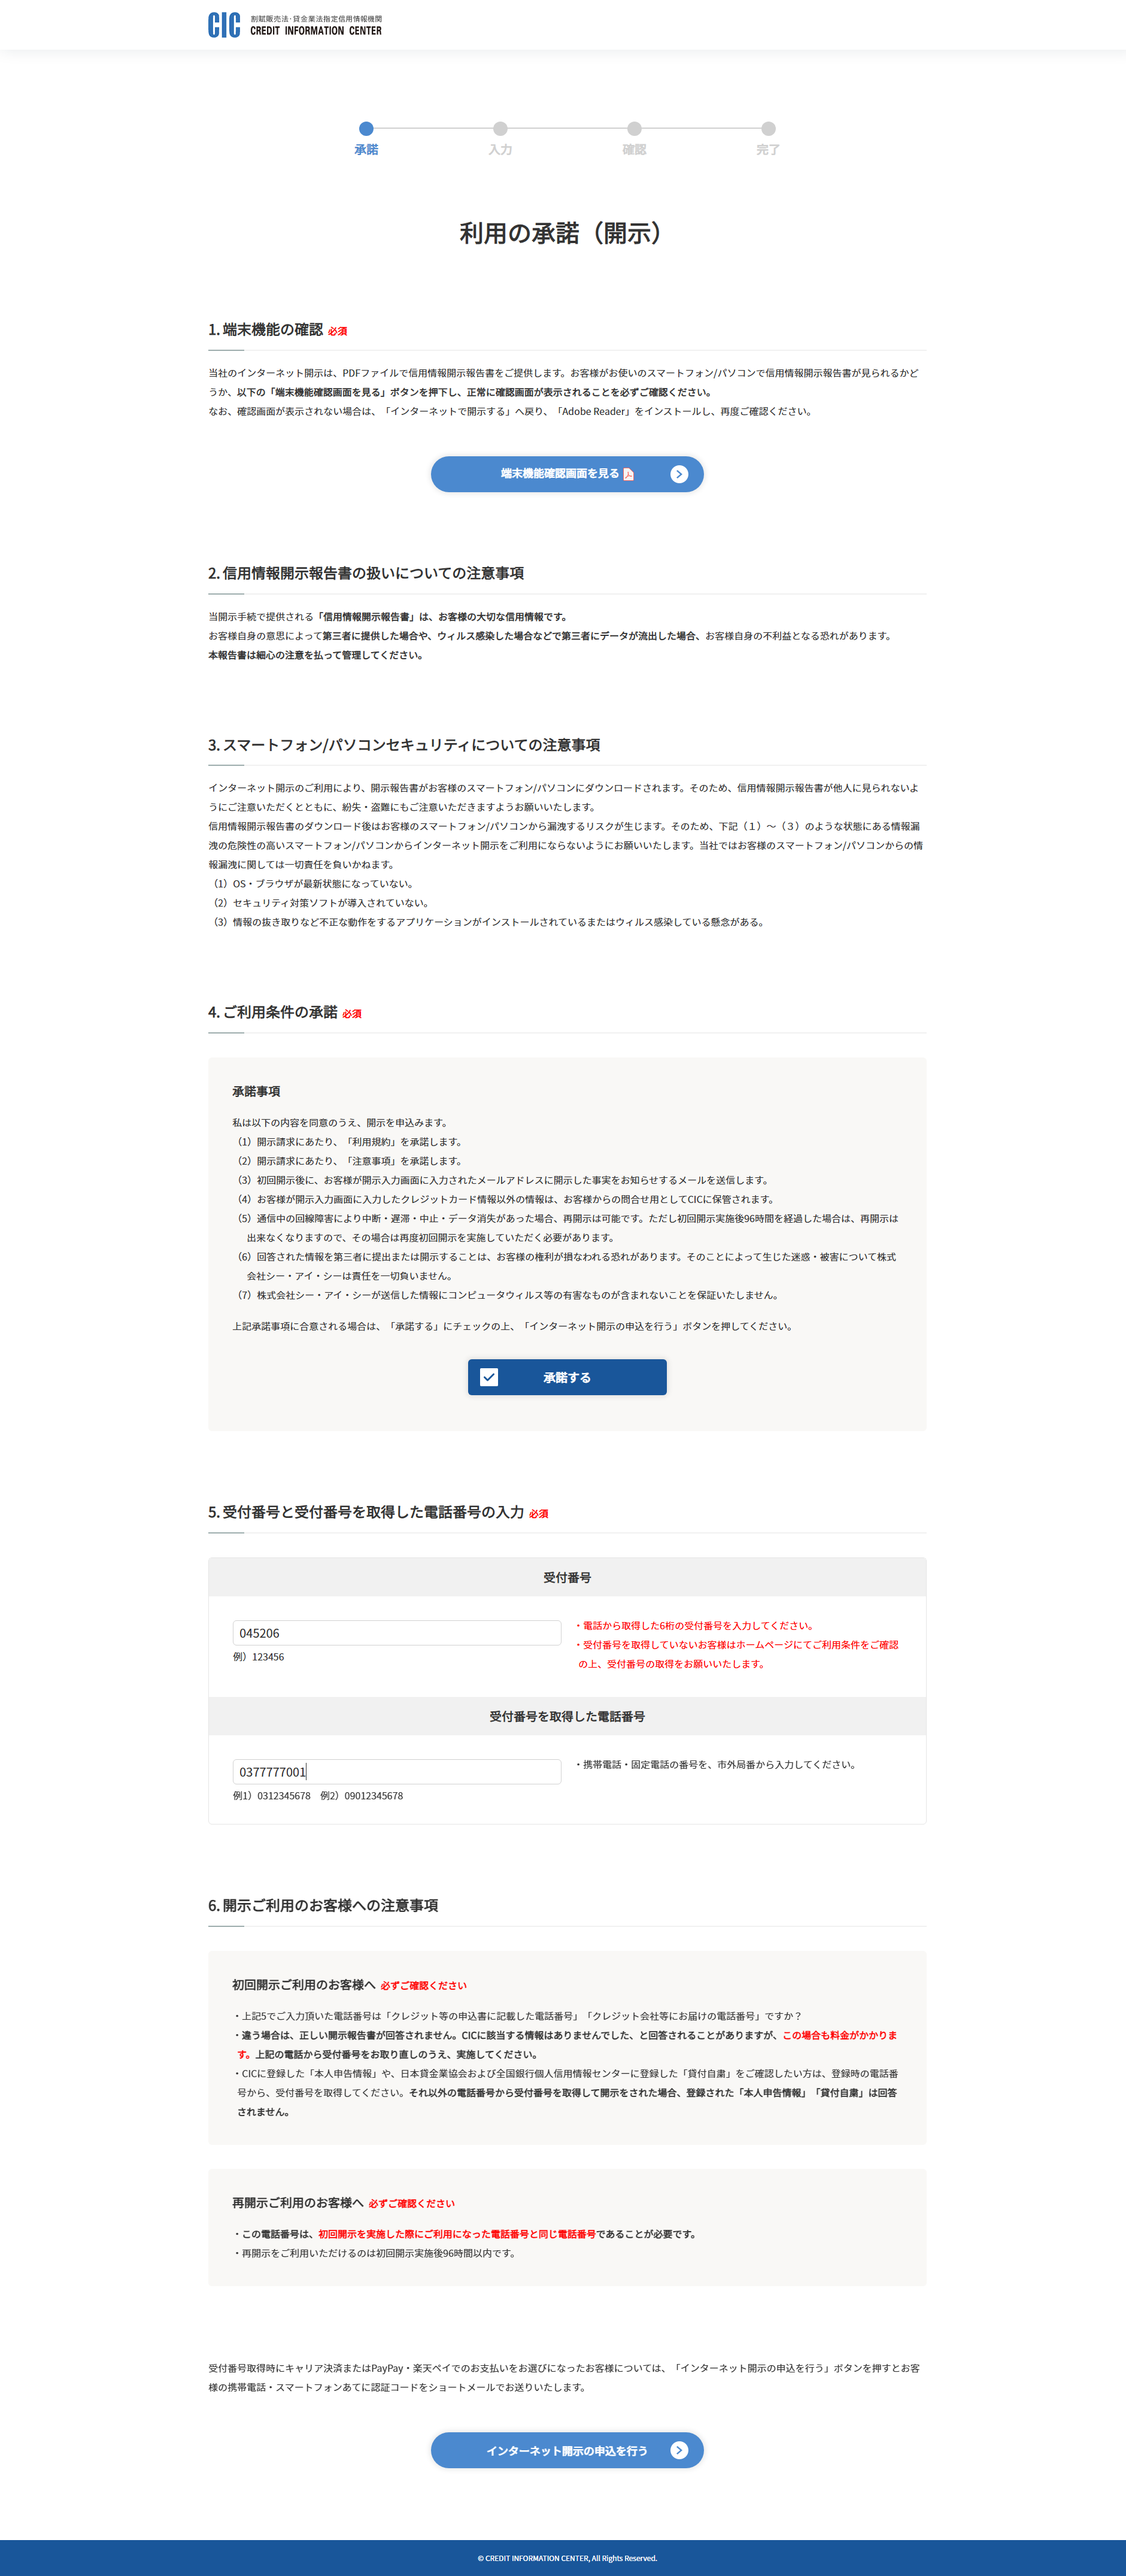 CIC 割賦販売法・貸金業法指定信用情報機関
CREDIT INFORMATION CENTER
承諾 入力 確認 完了
利用の承諾（開示）
1. 端末機能の確認 必須
当社のインターネット開示は、PDFファイルで信用情報開示報告書をご提供します。お客様がお使いのスマートフォン/パソコンで信用情報開示報告書が見られるかど
うか、以下の「端末機能確認画面を見る」ボタンを押下し、正常に確認画面が表示されることを必ずご確認ください。
なお、確認画面が表示されない場合は、「インターネットで開示する」へ戻り、「Adobe Reader」をインストールし、再度ご確認ください。
端末機能確認画面を見る
2. 信用情報開示報告書の扱いについての注意事項
当開示手続で提供される「信用情報開示報告書」は、お客様の大切な信用情報です。
お客様自身の意思によって第三者に提供した場合や、ウィルス感染した場合などで第三者にデータが流出した場合、お客様自身の不利益となる恐れがあります。
本報告書は細心の注意を払って管理してください。
3. スマートフォン/パソコンセキュリティについての注意事項
インターネット開示のご利用により、開示報告書がお客様のスマートフォン/パソコンにダウンロードされます。そのため、信用情報開示報告書が他人に見られないよ
うにご注意いただくとともに、紛失・盗難にもご注意いただきますようお願いいたします。
信用情報開示報告書のダウンロード後はお客様のスマートフォン/パソコンから漏洩するリスクが生じます。そのため、下記（１）～（３）のような状態にある情報漏
洩の危険性の高いスマートフォン/パソコンからインターネット開示をご利用にならないようにお願いいたします。当社ではお客様のスマートフォン/パソコンからの情
報漏洩に関しては一切責任を負いかねます。
（1）OS・ブラウザが最新状態になっていない。
（2）セキュリティ対策ソフトが導入されていない。
（3）情報の抜き取りなど不正な動作をするアプリケーションがインストールされているまたはウィルス感染している懸念がある。
4. ご利用条件の承諾 必須
承諾事項
私は以下の内容を同意のうえ、開示を申込みます。
（1）開示請求にあたり、「利用規約」を承諾します。
（2）開示請求にあたり、「注意事項」を承諾します。
（3）初回開示後に、お客様が開示入力画面に入力されたメールアドレスに開示した事実をお知らせするメールを送信します。
（4）お客様が開示入力画面に入力したクレジットカード情報以外の情報は、お客様からの問合せ用としてCICに保管されます。
（5）通信中の回線障害により中断・遅滞・中止・データ消失があった場合、再開示は可能です。ただし初回開示実施後96時間を経過した場合は、再開示は
出来なくなりますので、その場合は再度初回開示を実施していただく必要があります。
（6）回答された情報を第三者に提出または開示することは、お客様の権利が損なわれる恐れがあります。そのことによって生じた迷惑・被害について株式
会社シー・アイ・シーは責任を一切負いません。
（7）株式会社シー・アイ・シーが送信した情報にコンピュータウィルス等の有害なものが含まれないことを保証いたしません。
上記承諾事項に合意される場合は、「承諾する」にチェックの上、「インターネット開示の申込を行う」ボタンを押してください。
承諾する
5. 受付番号と受付番号を取得した電話番号の入力 必須
受付番号
045206
例）123456
・電話から取得した6桁の受付番号を入力してください。
・受付番号を取得していないお客様はホームページにてご利用条件をご確認
の上、受付番号の取得をお願いいたします。
受付番号を取得した電話番号
0377777001
例1）0312345678　例2）09012345678
・携帯電話・固定電話の番号を、市外局番から入力してください。
6. 開示ご利用のお客様への注意事項
初回開示ご利用のお客様へ 必ずご確認ください
・上記5でご入力頂いた電話番号は「クレジット等の申込書に記載した電話番号」「クレジット会社等にお届けの電話番号」ですか？
・違う場合は、正しい開示報告書が回答されません。CICに該当する情報はありませんでした、と回答されることがありますが、この場合も料金がかかりま
す。上記の電話から受付番号をお取り直しのうえ、実施してください。
・CICに登録した「本人申告情報」や、日本貸金業協会および全国銀行個人信用情報センターに登録した「貸付自粛」をご確認したい方は、登録時の電話番
号から、受付番号を取得してください。それ以外の電話番号から受付番号を取得して開示をされた場合、登録された「本人申告情報」「貸付自粛」は回答
されません。
再開示ご利用のお客様へ 必ずご確認ください
・この電話番号は、初回開示を実施した際にご利用になった電話番号と同じ電話番号であることが必要です。
・再開示をご利用いただけるのは初回開示実施後96時間以内です。
受付番号取得時にキャリア決済またはPayPay・楽天ペイでのお支払いをお選びになったお客様については、「インターネット開示の申込を行う」ボタンを押すとお客
様の携帯電話・スマートフォンあてに認証コードをショートメールでお送りいたします。
インターネット開示の申込を行う
© CREDIT INFORMATION CENTER, All Rights Reserved.